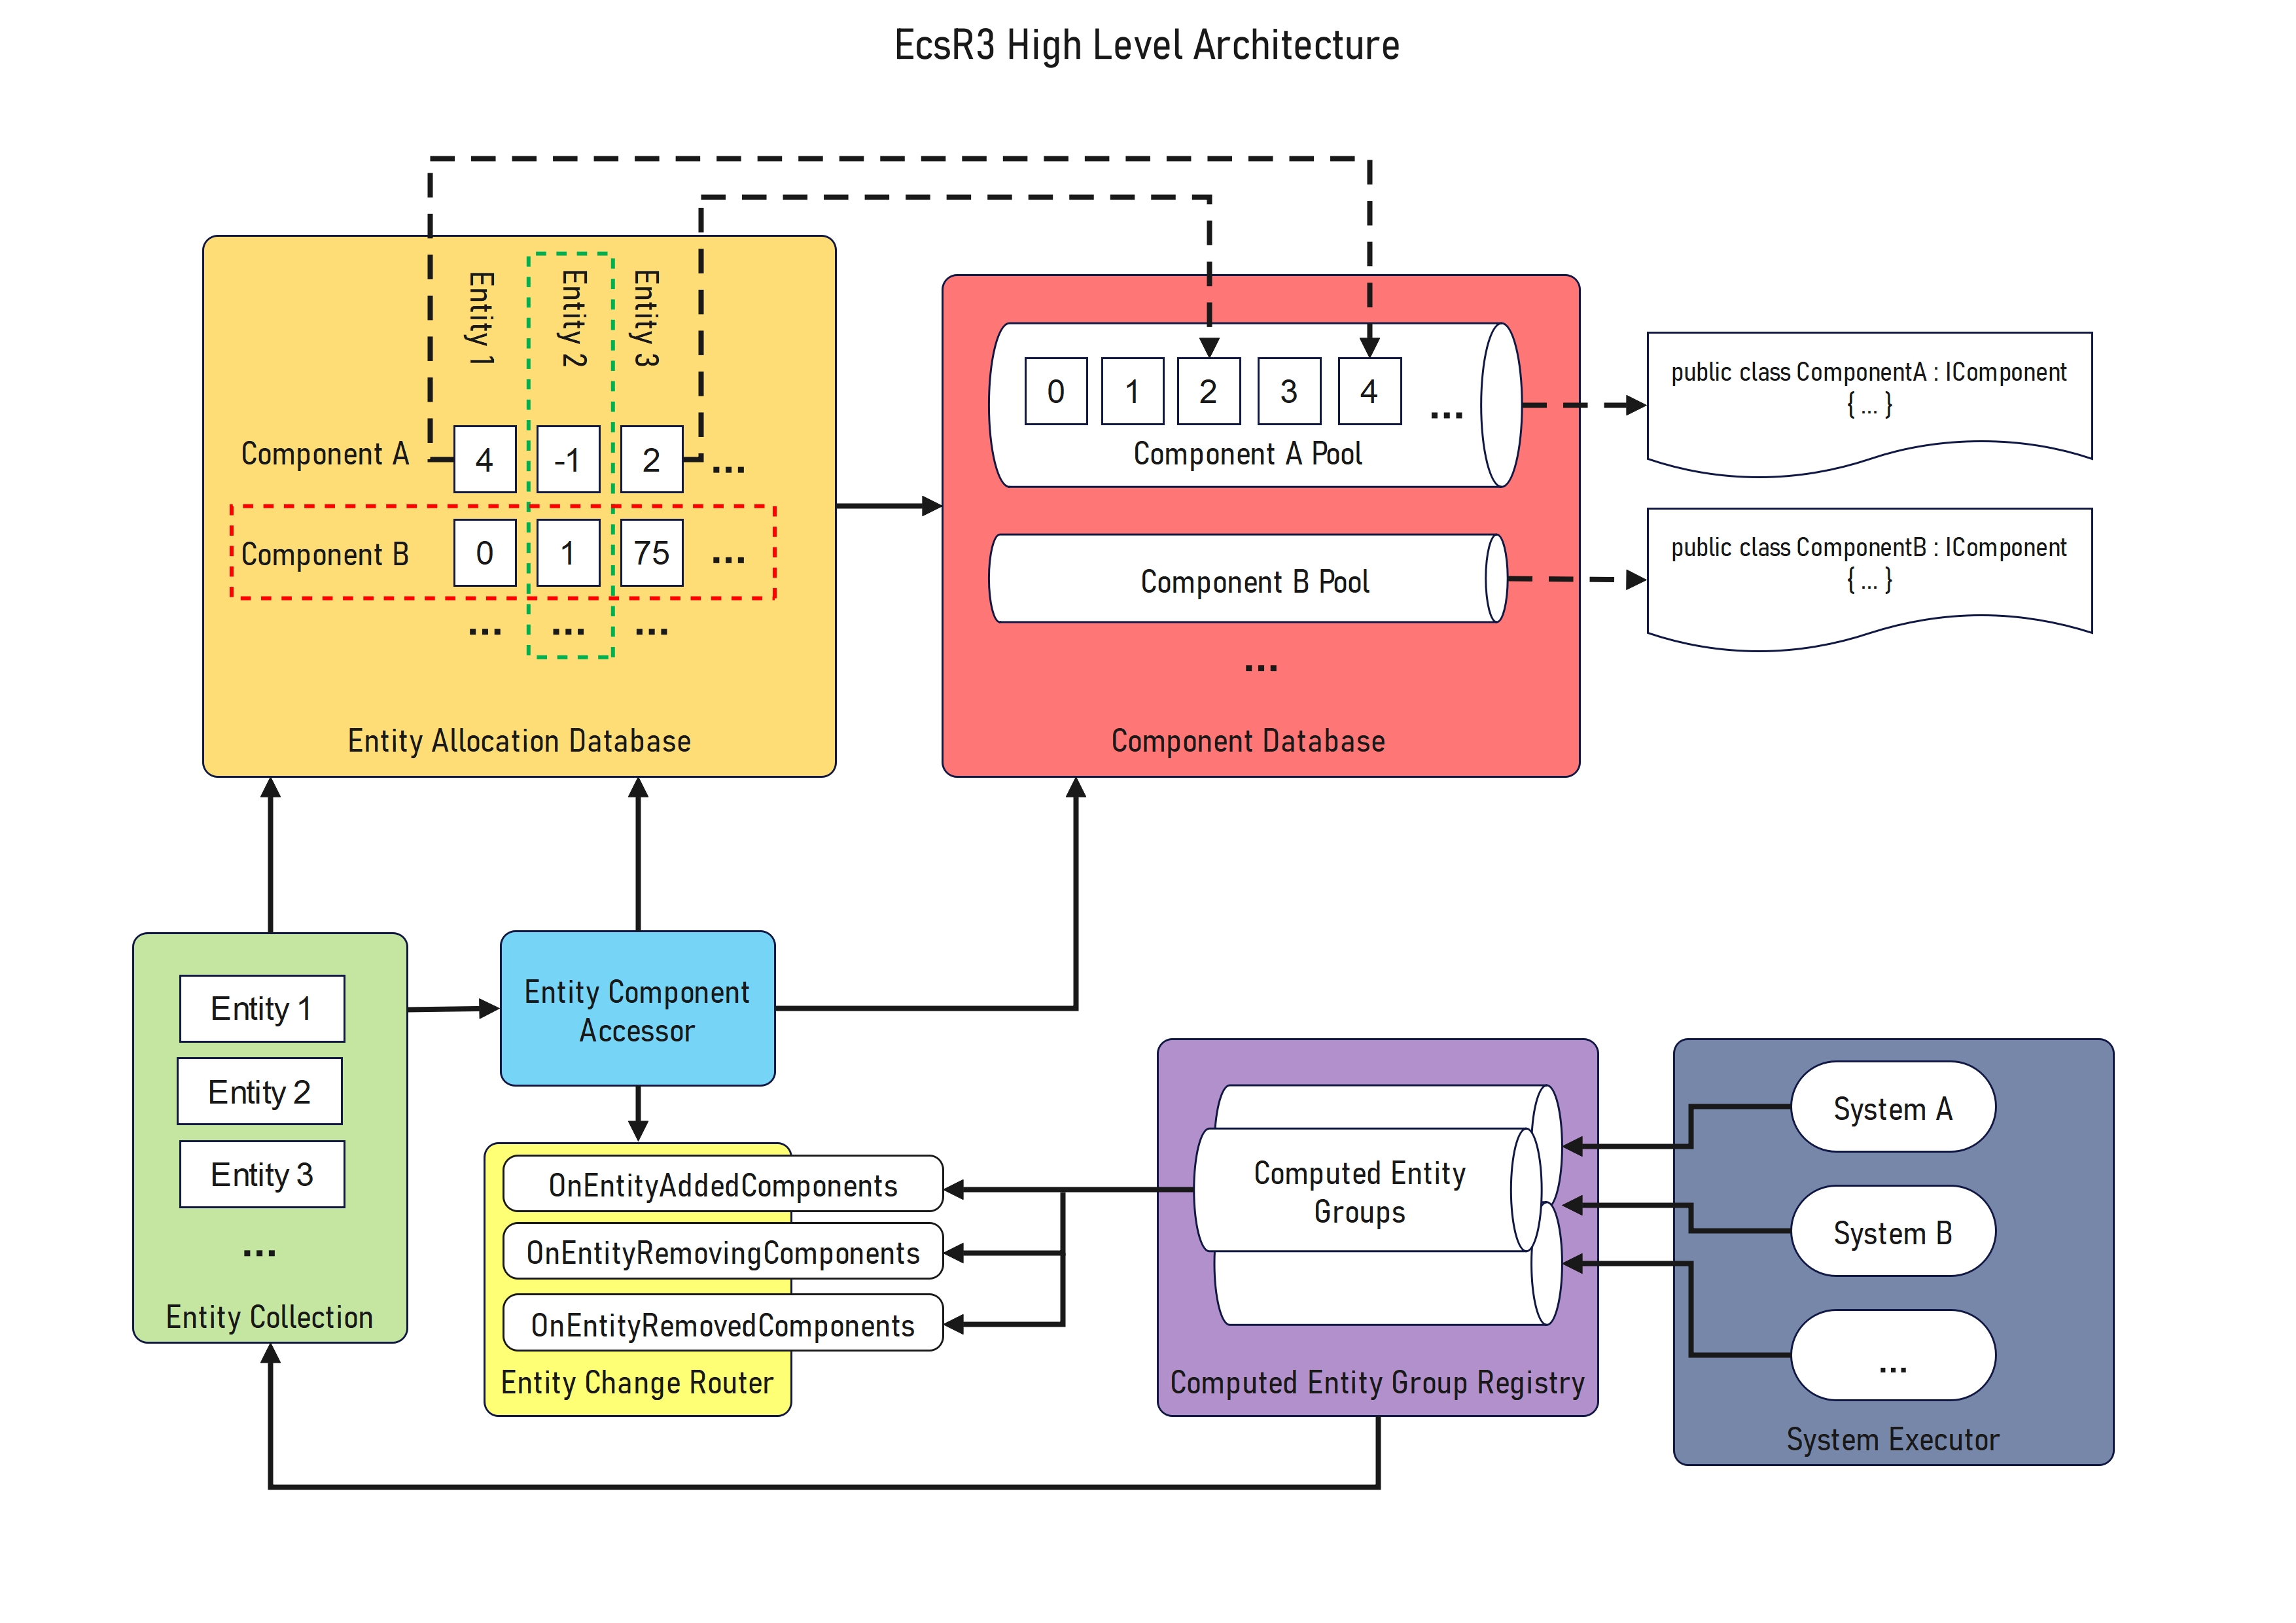 EcsR3 High Level Architecture
Entity 1
Entity 2
Entity 3
Component A
4
-1
2
...
Component B
0
1
75
...
...
...
...
Entity Allocation Database
0
1
2
3
4
...
Component A Pool
Component B Pool
...
Component Database
public class ComponentA : IComponent
{ ... }
public class ComponentB : IComponent
{ ... }
Entity 1
Entity 2
Entity 3
...
Entity Collection
Entity Component
Accessor
OnEntityAddedComponents
OnEntityRemovingComponents
OnEntityRemovedComponents
Entity Change Router
Computed Entity
Groups
Computed Entity Group Registry
System A
System B
...
System Executor